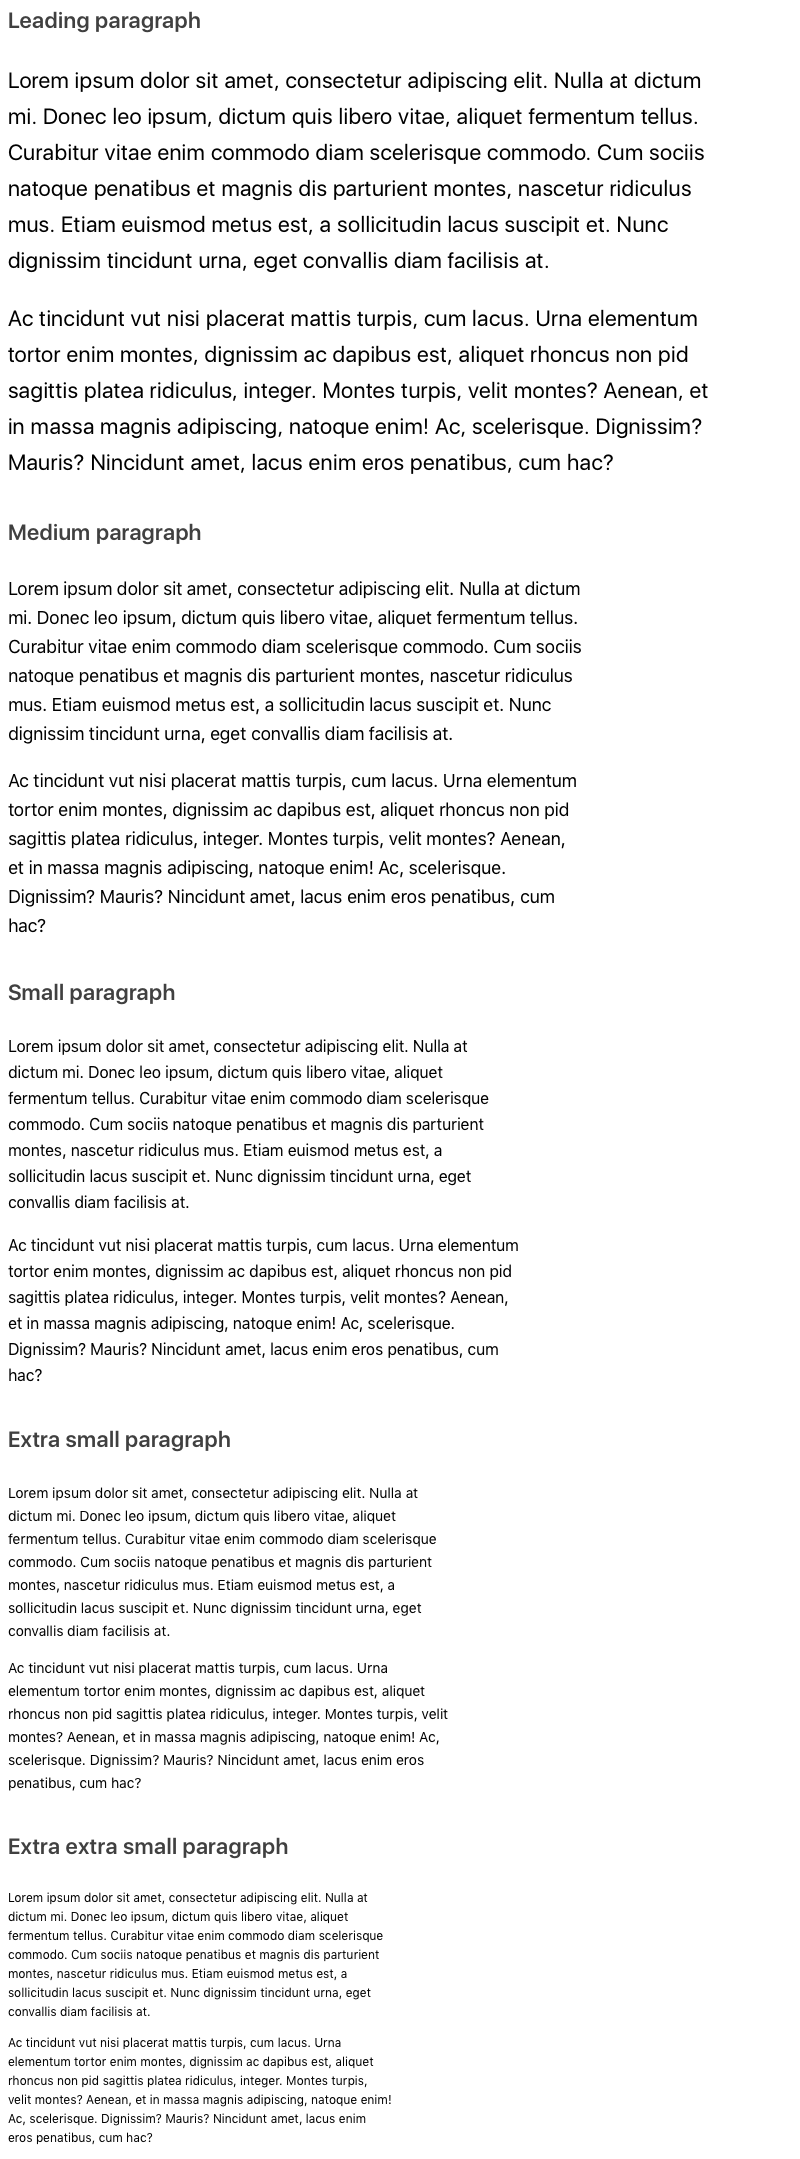 Leading paragraph
Lorem ipsum dolor sit amet, consectetur adipiscing elit. Nulla at dictum
mi. Donec leo ipsum, dictum quis libero vitae, aliquet fermentum tellus.
Curabitur vitae enim commodo diam scelerisque commodo. Cum sociis
natoque penatibus et magnis dis parturient montes, nascetur ridiculus
mus. Etiam euismod metus est, a sollicitudin lacus suscipit et. Nunc
dignissim tincidunt urna, eget convallis diam facilisis at.
Ac tincidunt vut nisi placerat mattis turpis, cum lacus. Urna elementum
tortor enim montes, dignissim ac dapibus est, aliquet rhoncus non pid
sagittis platea ridiculus, integer. Montes turpis, velit montes? Aenean, et
in massa magnis adipiscing, natoque enim! Ac, scelerisque. Dignissim?
Mauris? Nincidunt amet, lacus enim eros penatibus, cum hac?
Medium paragraph
Lorem ipsum dolor sit amet, consectetur adipiscing elit. Nulla at dictum
mi. Donec leo ipsum, dictum quis libero vitae, aliquet fermentum tellus.
Curabitur vitae enim commodo diam scelerisque commodo. Cum sociis
natoque penatibus et magnis dis parturient montes, nascetur ridiculus
mus. Etiam euismod metus est, a sollicitudin lacus suscipit et. Nunc
dignissim tincidunt urna, eget convallis diam facilisis at.
Ac tincidunt vut nisi placerat mattis turpis, cum lacus. Urna elementum
tortor enim montes, dignissim ac dapibus est, aliquet rhoncus non pid
sagittis platea ridiculus, integer. Montes turpis, velit montes? Aenean,
et in massa magnis adipiscing, natoque enim! Ac, scelerisque.
Dignissim? Mauris? Nincidunt amet, lacus enim eros penatibus, cum
hac?
Small paragraph
Lorem ipsum dolor sit amet, consectetur adipiscing elit. Nulla at
dictum mi. Donec leo ipsum, dictum quis libero vitae, aliquet
fermentum tellus. Curabitur vitae enim commodo diam scelerisque
commodo. Cum sociis natoque penatibus et magnis dis parturient
montes, nascetur ridiculus mus. Etiam euismod metus est, a
sollicitudin lacus suscipit et. Nunc dignissim tincidunt urna, eget
convallis diam facilisis at.
Ac tincidunt vut nisi placerat mattis turpis, cum lacus. Urna elementum
tortor enim montes, dignissim ac dapibus est, aliquet rhoncus non pid
sagittis platea ridiculus, integer. Montes turpis, velit montes? Aenean,
et in massa magnis adipiscing, natoque enim! Ac, scelerisque.
Dignissim? Mauris? Nincidunt amet, lacus enim eros penatibus, cum
hac?
Extra small paragraph
Lorem ipsum dolor sit amet, consectetur adipiscing elit. Nulla at
dictum mi. Donec leo ipsum, dictum quis libero vitae, aliquet
fermentum tellus. Curabitur vitae enim commodo diam scelerisque
commodo. Cum sociis natoque penatibus et magnis dis parturient
montes, nascetur ridiculus mus. Etiam euismod metus est, a
sollicitudin lacus suscipit et. Nunc dignissim tincidunt urna, eget
convallis diam facilisis at.
Ac tincidunt vut nisi placerat mattis turpis, cum lacus. Urna
elementum tortor enim montes, dignissim ac dapibus est, aliquet
rhoncus non pid sagittis platea ridiculus, integer. Montes turpis, velit
montes? Aenean, et in massa magnis adipiscing, natoque enim! Ac,
scelerisque. Dignissim? Mauris? Nincidunt amet, lacus enim eros
penatibus, cum hac?
Extra extra small paragraph
Lorem ipsum dolor sit amet, consectetur adipiscing elit. Nulla at
dictum mi. Donec leo ipsum, dictum quis libero vitae, aliquet
fermentum tellus. Curabitur vitae enim commodo diam scelerisque
commodo. Cum sociis natoque penatibus et magnis dis parturient
montes, nascetur ridiculus mus. Etiam euismod metus est, a
sollicitudin lacus suscipit et. Nunc dignissim tincidunt urna, eget
convallis diam facilisis at.
Ac tincidunt vut nisi placerat mattis turpis, cum lacus. Urna
elementum tortor enim montes, dignissim ac dapibus est, aliquet
rhoncus non pid sagittis platea ridiculus, integer. Montes turpis,
velit montes? Aenean, et in massa magnis adipiscing, natoque enim!
Ac, scelerisque. Dignissim? Mauris? Nincidunt amet, lacus enim
eros penatibus, cum hac?